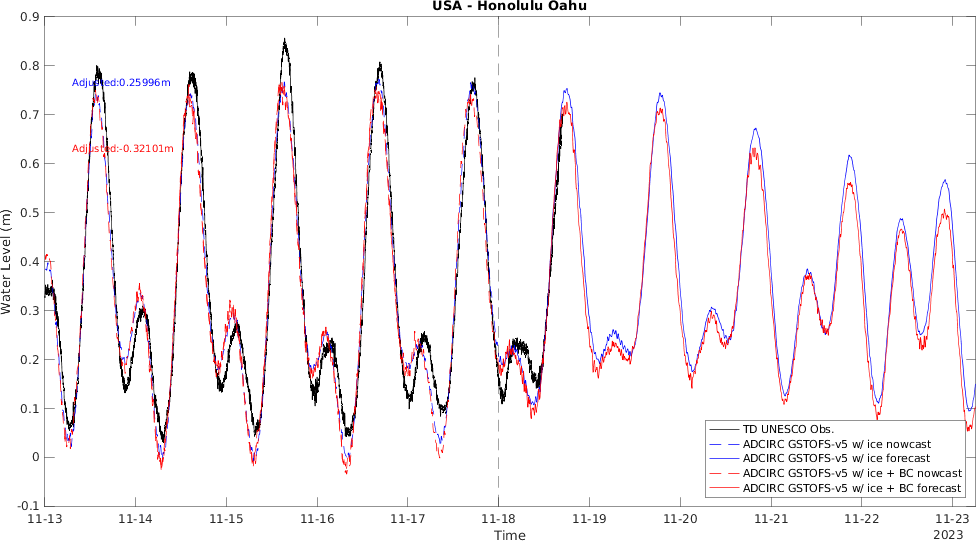 USA - Honolulu Oahu
0.9
0.8
0.7
0.6
0.5
0.4
0.3
0.2
0.1
0
-0.1
Water Level (m)
Adjusted:0.25996m
Adjusted:-0.32101m
TD UNESCO Obs.
ADCIRC GSTOFS-v5 w/ ice nowcast
ADCIRC GSTOFS-v5 w/ ice forecast
ADCIRC GSTOFS-v5 w/ ice + BC nowcast
ADCIRC GSTOFS-v5 w/ ice + BC forecast
11-13 11-14 11-15 11-16 11-17 11-18 11-19 11-20 11-21 11-22 11-23
Time 2023